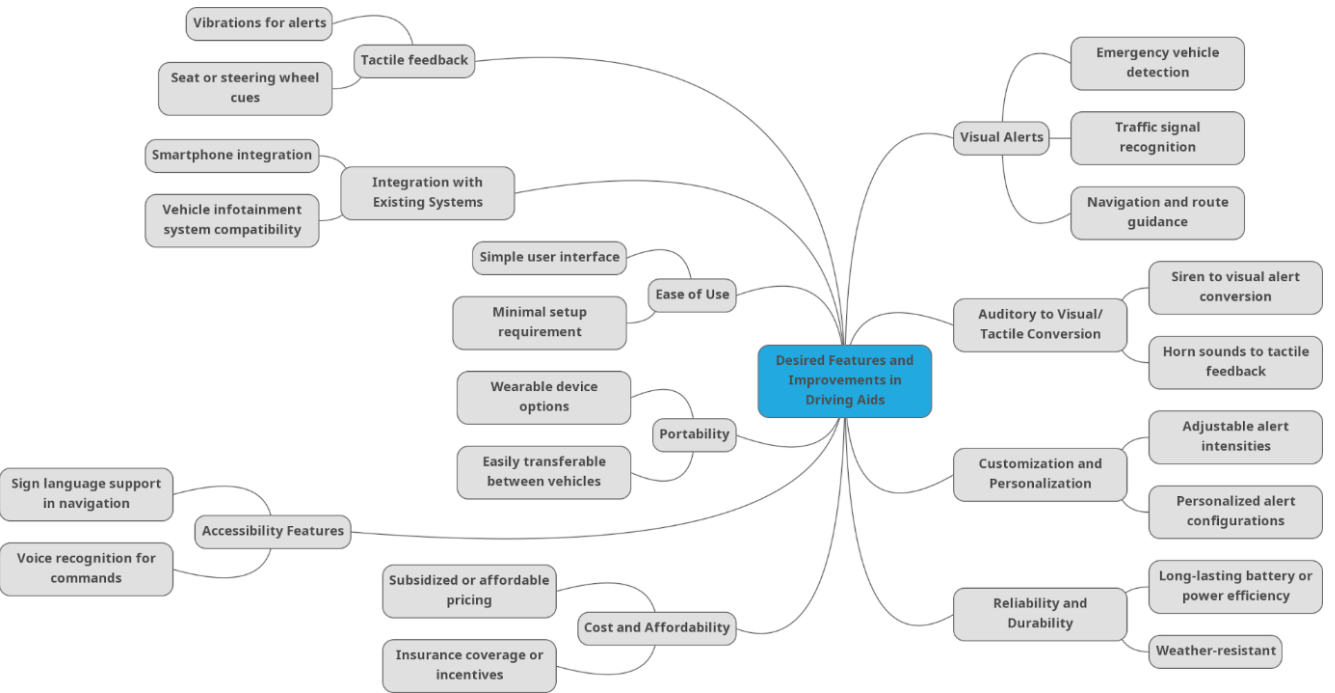 Desired Features and
Improvements in
Driving Aids
Tactile feedback
Vibrations for alerts
Seat or steering wheel
cues
Integration with
Existing Systems
Smartphone integration
Vehicle infotainment
system compatibility
Ease of Use
Simple user interface
Minimal setup
requirement
Portability
Wearable device
options
Easily transferable
between vehicles
Accessibility Features
Sign language support
in navigation
Voice recognition for
commands
Cost and Affordability
Subsidized or affordable
pricing
Insurance coverage or
incentives
Visual Alerts
Emergency vehicle
detection
Traffic signal
recognition
Navigation and route
guidance
Auditory to Visual/
Tactile Conversion
Siren to visual alert
conversion
Horn sounds to tactile
feedback
Customization and
Personalization
Adjustable alert
intensities
Personalized alert
configurations
Reliability and
Durability
Long-lasting battery or
power efficiency
Weather-resistant